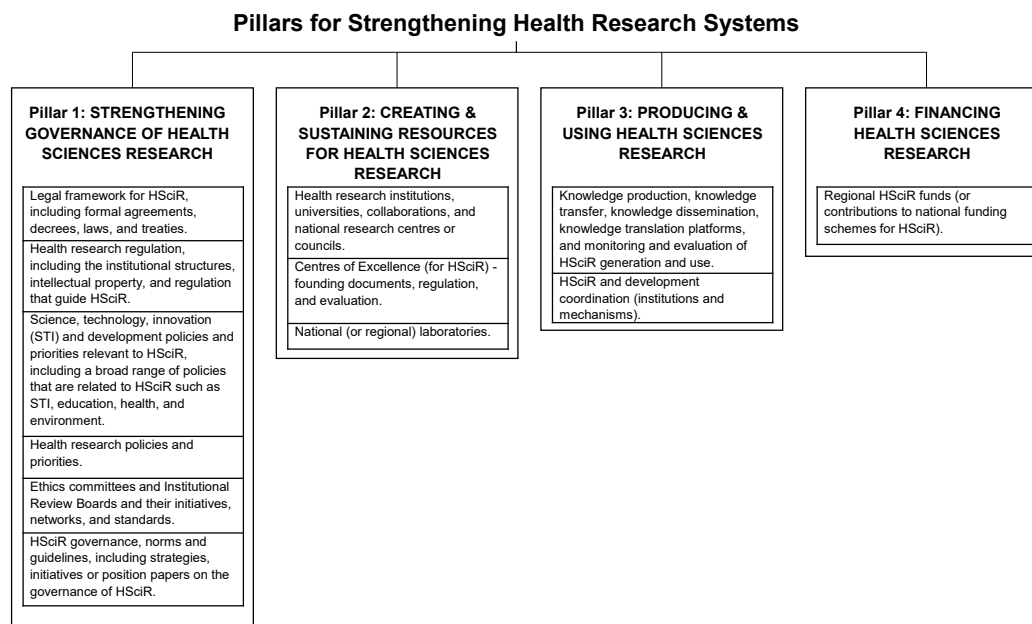 Pillars for Strengthening Health Research Systems
Pillar 1: STRENGTHENING
GOVERNANCE OF HEALTH
SCIENCES RESEARCH
Legal framework for HSciR,
including formal agreements,
decrees, laws, and treaties.
Health research regulation,
including the institutional structures,
intellectual property, and regulation
that guide HSciR.
Science, technology, innovation
(STI) and development policies and
priorities relevant to HSciR,
including a broad range of policies
that are related to HSciR such as
STI, education, health, and
environment.
Health research policies and
priorities.
Ethics committees and Institutional
Review Boards and their initiatives,
networks, and standards.
HSciR governance, norms and
guidelines, including strategies,
initiatives or position papers on the
governance of HSciR.
Pillar 2: CREATING &
SUSTAINING RESOURCES
FOR HEALTH SCIENCES
RESEARCH
Health research institutions,
universities, collaborations, and
national research centres or
councils.
Centres of Excellence (for HSciR) -
founding documents, regulation,
and evaluation.
National (or regional) laboratories.
Pillar 3: PRODUCING &
USING HEALTH SCIENCES
RESEARCH
Knowledge production, knowledge
transfer, knowledge dissemination,
knowledge translation platforms,
and monitoring and evaluation of
HSciR generation and use.
HSciR and development
coordination (institutions and
mechanisms).
Pillar 4: FINANCING
HEALTH SCIENCES
RESEARCH
Regional HSciR funds (or
contributions to national funding
schemes for HSciR).